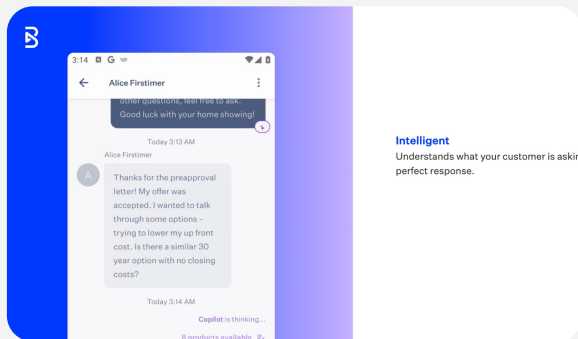 3:14
Alice Firstimer
other questions, feel free to ask.
Good luck with your home showing!
Today 3:13 AM
Alice Firstimer
A
Thanks for the preapproval
letter! My offer was
accepted. I wanted to talk
through some options -
trying to lower my up front
cost. Is there a similar 30
year option with no closing
costs?
Today 3:14 AM
Copilot is thinking...
6 products available
Intelligent
Understands what your customer is askin
perfect response.